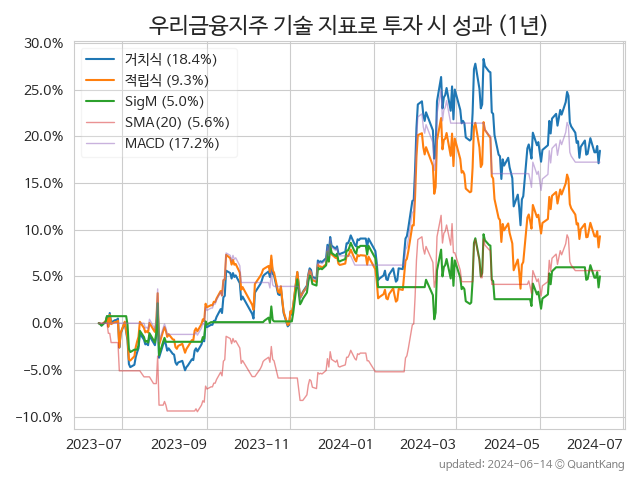 우리금융지주 기술 지표로 투자 시 성과 (1년)
30.0%
25.0%
20.0%
15.0%
10.0%
5.0%
0.0%
−5.0%
−10.0%
거치식 (18.4%)
적립식 (9.3%)
SigM (5.0%)
SMA(20) (5.6%)
MACD (17.2%)
2023-07 2023-09 2023-11 2024-01 2024-03 2024-05 2024-07
updated: 2024-06-14 ⓒ QuantKang